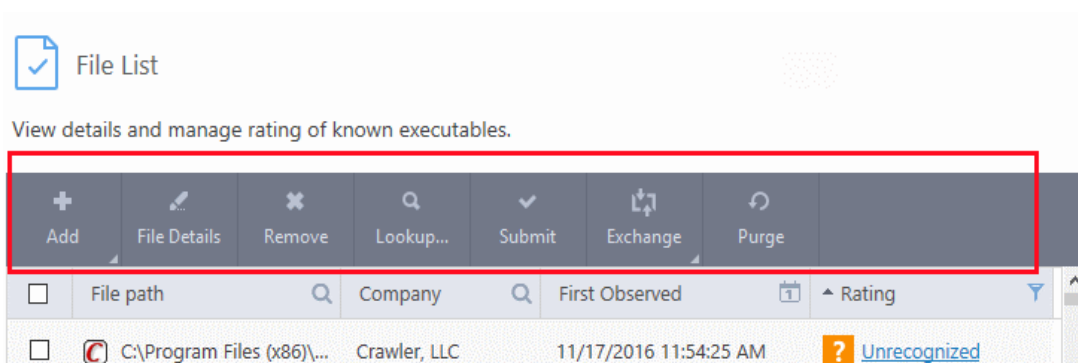 File List
View details and manage rating of known executables.
Add File Details Remove Lookup... Submit Exchange Purge
File path Company First Observed 1 Rating
C C:\Program Files (x86)\... Crawler, LLC 11/17/2016 11:54:25 AM ? Unrecognized